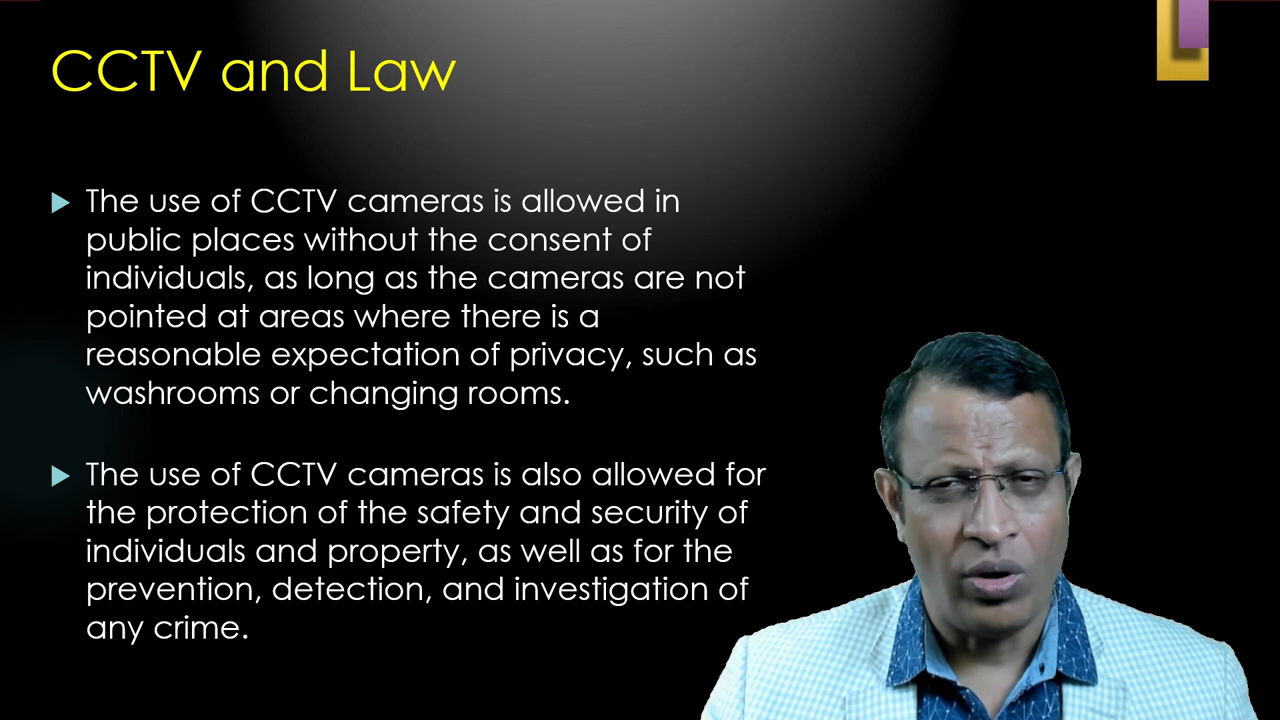 CCTV and Law
The use of CCTV cameras is allowed in
public places without the consent of
individuals, as long as the cameras are not
pointed at areas where there is a
reasonable expectation of privacy, such as
washrooms or changing rooms.
The use of CCTV cameras is also allowed for
the protection of the safety and security of
individuals and property, as well as for the
prevention, detection, and investigation of
any crime.